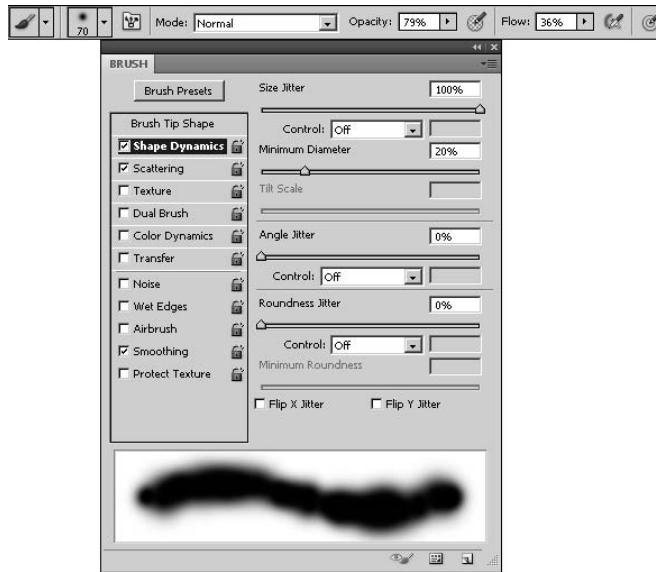 70 Mode: Normal Opacity: 79% Flow: 36%
BRUSH
Brush Presets
Size Jitter 100%
Brush Tip Shape
Control: Off
Shape Dynamics
Minimum Diameter 20%
Scattering
Texture
Tilt Scale
Dual Brush
Color Dynamics
Angle Jitter 0%
Transfer
Control: Off
Noise
Wet Edges
Roundness Jitter 0%
Airbrush
Control: Off
Smoothing
Minimum Roundness
Protect Texture
Flip X Jitter Flip Y Jitter